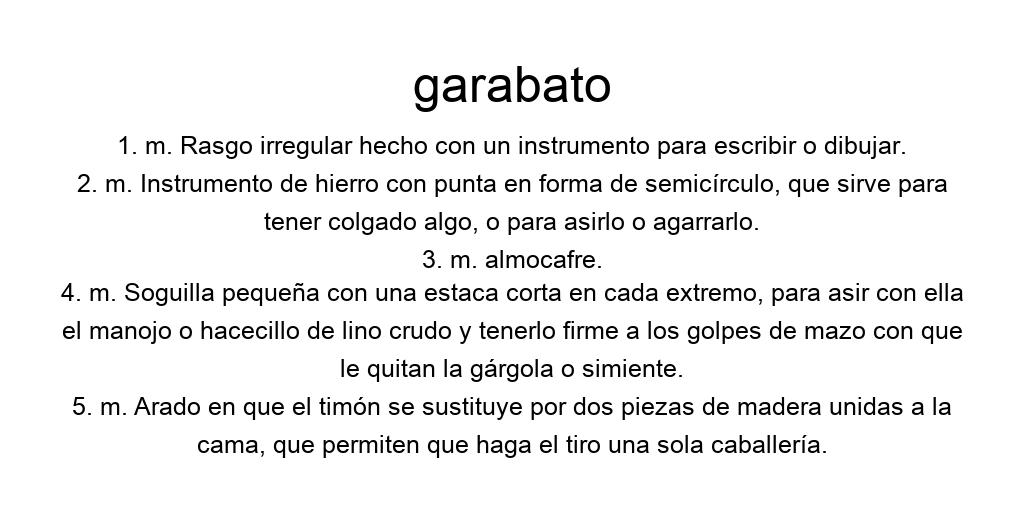 garabato
1. m. Rasgo irregular hecho con un instrumento para escribir o dibujar.
2. m. Instrumento de hierro con punta en forma de semicírculo, que sirve para
tener colgado algo, o para asirlo o agarrarlo.
3. m. almocafre.
4. m. Soguilla pequeña con una estaca corta en cada extremo, para asir con ella
el manojo o hacecillo de lino crudo y tenerlo firme a los golpes de mazo con que
le quitan la gárgola o simiente.
5. m. Arado en que el timón se sustituye por dos piezas de madera unidas a la
cama, que permiten que haga el tiro una sola caballería.